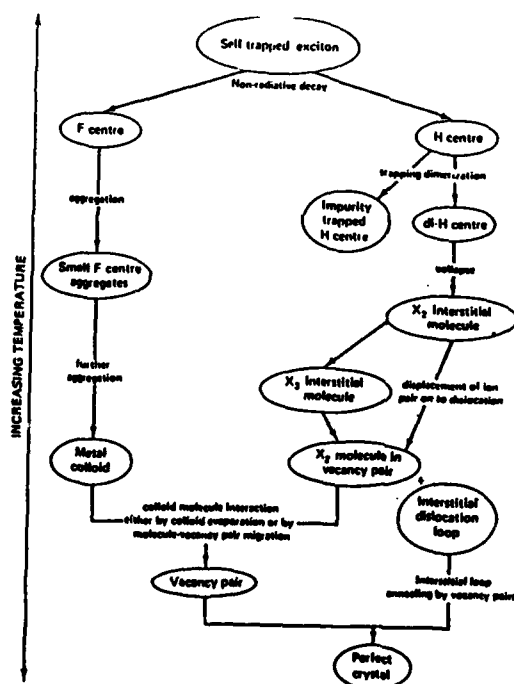 Self trapped exciton
Non-radiative decay
F centre
H centre
trapping dimerization
aggregation
Impurity
trapped
H centre
di-H centre
Small F centre
aggregates
collapse
X2 Interstitial
molecule
INCREASING TEMPERATURE
further
aggregation
X3 Interstitial
molecule
displacement of ion
pair on to dislocation
Metal
colloid
X2 molecule in
vacancy pair
+
Interstitial
dislocation
loop
colloid molecule interaction
either by colloid evaporation or by
molecule-vacancy pair migration
Vacancy pair
Interstitial loop
annealing by vacancy pairs
Perfect
crystal